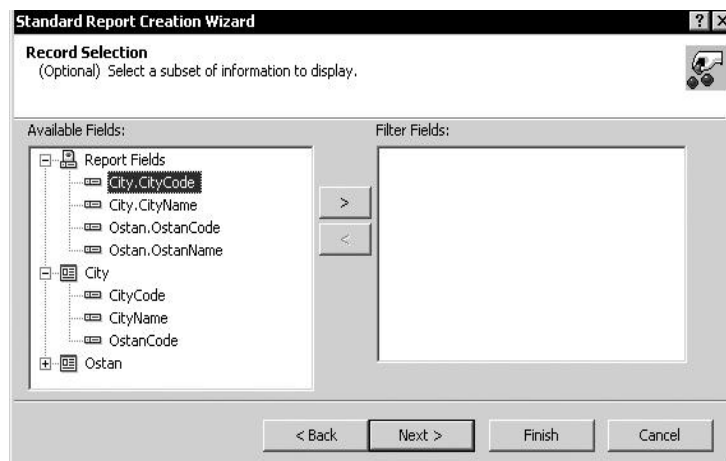 Standard Report Creation Wizard
? X
Record Selection
(Optional) Select a subset of information to display.
Available Fields:
Filter Fields:
Report Fields
City.CityCode
City.CityName
Ostan.OstanCode
Ostan.OstanName
City
CityCode
CityName
OstanCode
Ostan
>
<
< Back
Next >
Finish
Cancel